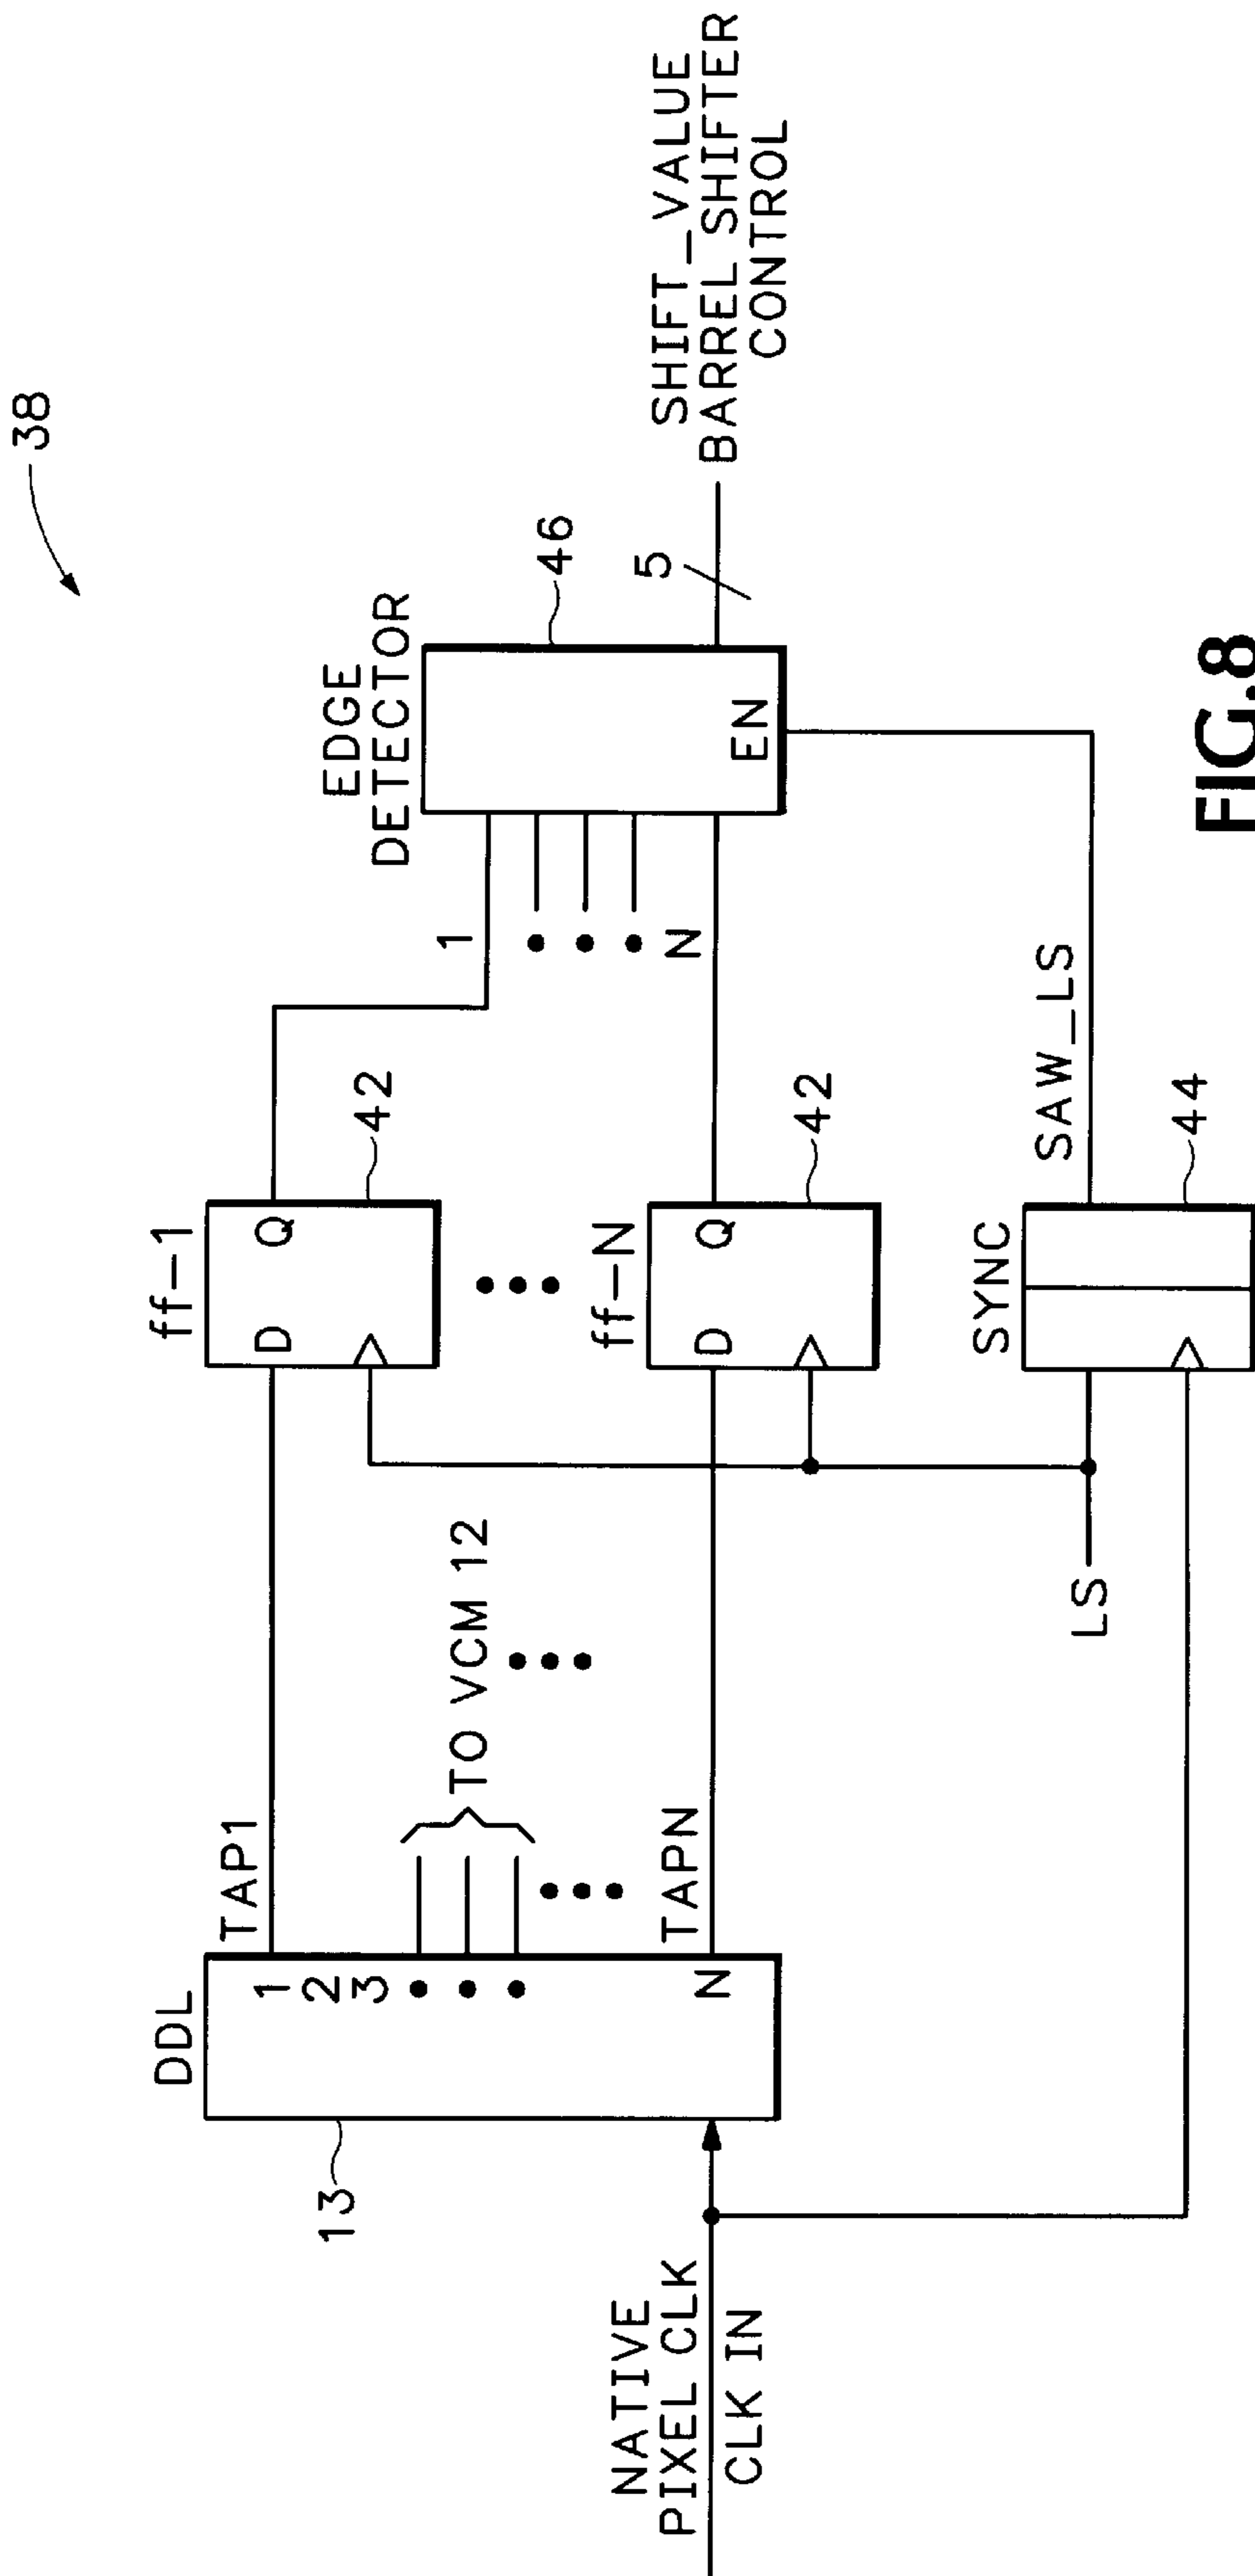 38
NATIVE
PIXEL CLK
CLK IN
DDL
13
1
2
3
N
TAP1
TO VCM 12
TAPN
ff-1
D Q
42
ff-N
D Q
42
LS
SYNC
44
SAW_LS
1
N
EDGE
DETECTOR
EN
46
5
SHIFT_VALUE
BARREL SHIFTER
CONTROL
FIG.8